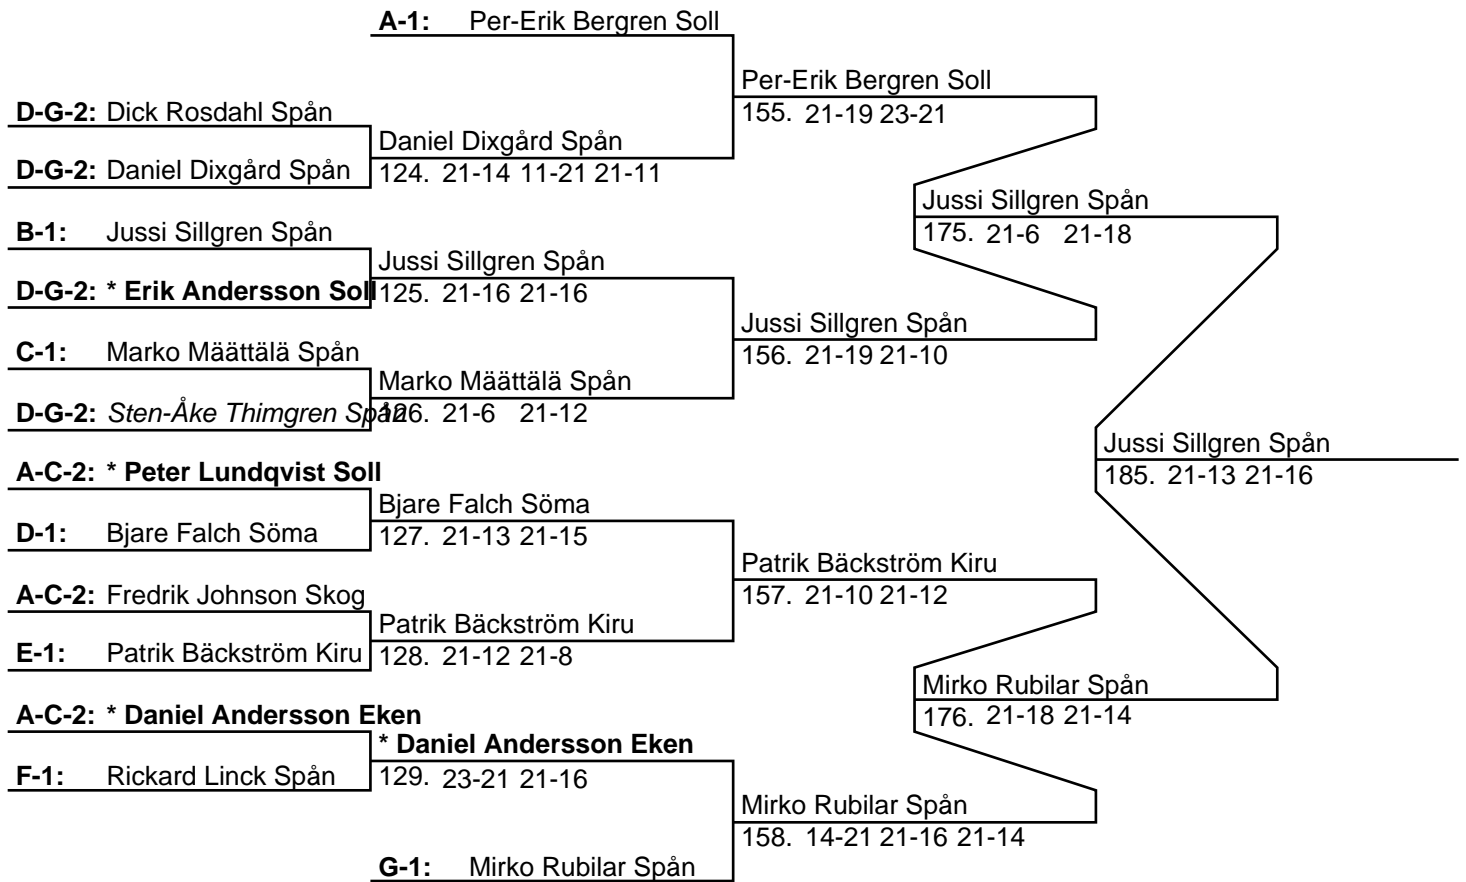 A-1: Per-Erik Bergren Soll
Per-Erik Bergren Soll
155. 21-19 23-21
D-G-2: Dick Rosdahl Spån
Daniel Dixgård Spån
D-G-2: Daniel Dixgård Spån
124. 21-14 11-21 21-11
Jussi Sillgren Spån
175. 21-6 21-18
B-1: Jussi Sillgren Spån
Jussi Sillgren Spån
D-G-2: * Erik Andersson Soll
125. 21-16 21-16
Jussi Sillgren Spån
156. 21-19 21-10
C-1: Marko Määttälä Spån
Marko Määttälä Spån
D-G-2: Sten-Åke Thimgren Spån
126. 21-6 21-12
Jussi Sillgren Spån
185. 21-13 21-16
A-C-2: * Peter Lundqvist Soll
Bjare Falch Söma
D-1: Bjare Falch Söma
127. 21-13 21-15
Patrik Bäckström Kiru
157. 21-10 21-12
A-C-2: Fredrik Johnson Skog
Patrik Bäckström Kiru
E-1: Patrik Bäckström Kiru
128. 21-12 21-8
Mirko Rubilar Spån
176. 21-18 21-14
A-C-2: * Daniel Andersson Eken
* Daniel Andersson Eken
F-1: Rickard Linck Spån
129. 23-21 21-16
Mirko Rubilar Spån
158. 14-21 21-16 21-14
G-1: Mirko Rubilar Spån